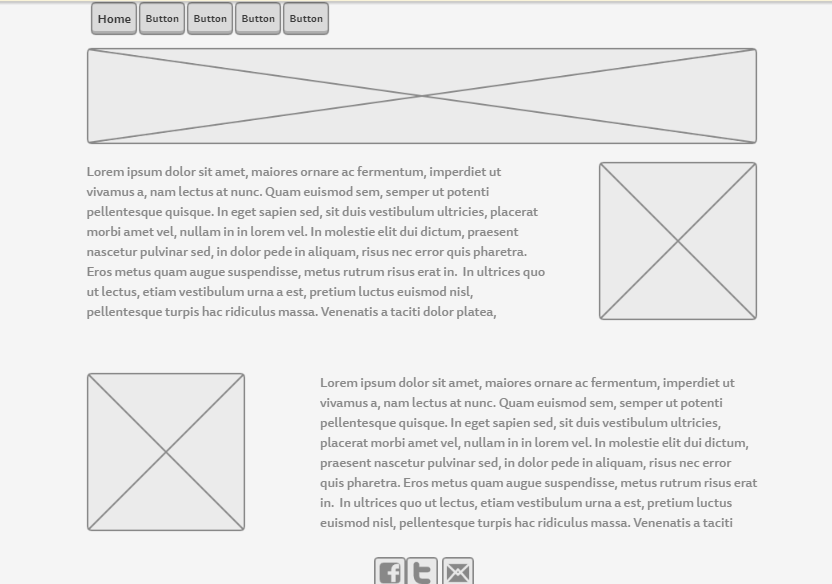 Home Button Button Button Button
Lorem ipsum dolor sit amet, maiores ornare ac fermentum, imperdiet ut
vivamus a, nam lectus at nunc. Quam euismod sem, semper ut potenti
pellentesque quisque. In eget sapien sed, sit duis vestibulum ultricies, placerat
morbi amet vel, nullam in in lorem vel. In molestie elit dui dictum, praesent
nascetur pulvinar sed, in dolor pede in aliquam, risus nec error quis pharetra.
Eros metus quam augue suspendisse, metus rutrum risus erat in.  In ultrices quo
ut lectus, etiam vestibulum urna a est, pretium luctus euismod nisl,
pellentesque turpis hac ridiculus massa. Venenatis a taciti dolor platea,
Lorem ipsum dolor sit amet, maiores ornare ac fermentum, imperdiet ut
vivamus a, nam lectus at nunc. Quam euismod sem, semper ut potenti
pellentesque quisque. In eget sapien sed, sit duis vestibulum ultricies,
placerat morbi amet vel, nullam in in lorem vel. In molestie elit dui dictum,
praesent nascetur pulvinar sed, in dolor pede in aliquam, risus nec error
quis pharetra. Eros metus quam augue suspendisse, metus rutrum risus erat
in.  In ultrices quo ut lectus, etiam vestibulum urna a est, pretium luctus
euismod nisl, pellentesque turpis hac ridiculus massa. Venenatis a taciti